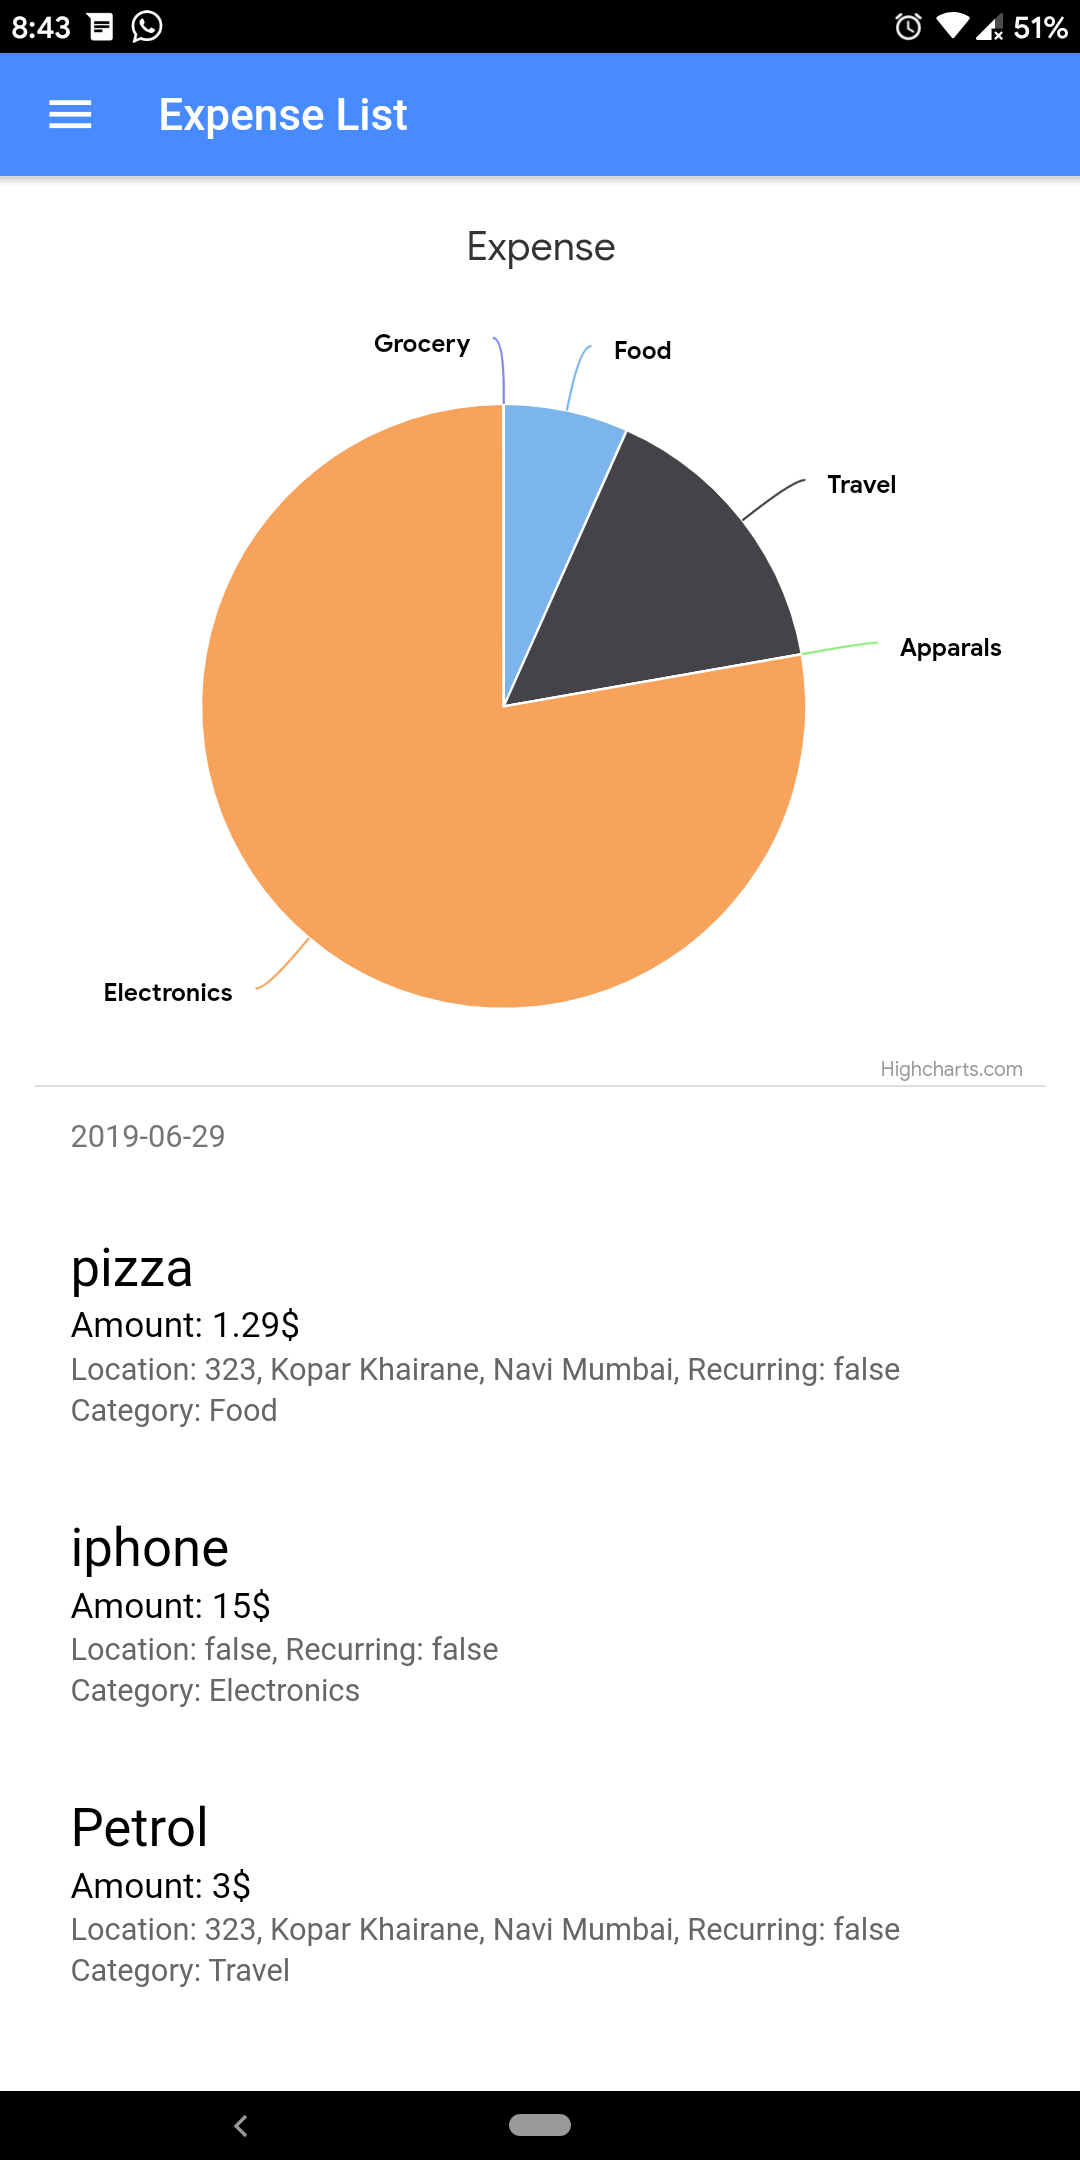 8:43
51%
Expense List
Expense
Grocery
Food
Travel
Apparals
Electronics
Highcharts.com
2019-06-29
pizza
Amount: 1.29$
Location: 323, Kopar Khairane, Navi Mumbai, Recurring: false
Category: Food
iphone
Amount: 15$
Location: false, Recurring: false
Category: Electronics
Petrol
Amount: 3$
Location: 323, Kopar Khairane, Navi Mumbai, Recurring: false
Category: Travel